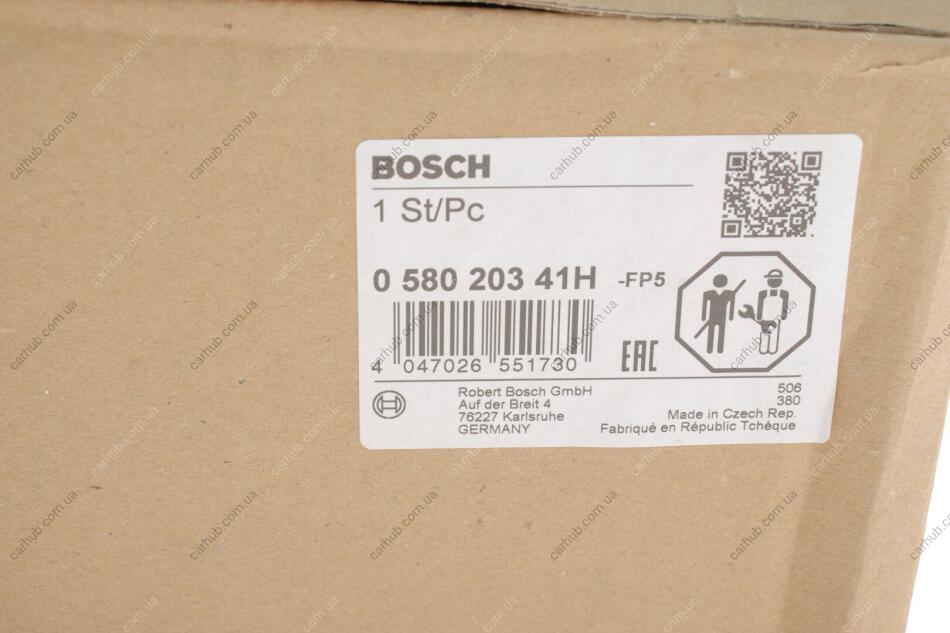 BOSCH
1 St/Pc
0 580 203 41H -FP5
4 047026 551730
EAC
Robert Bosch GmbH
Auf der Breit 4
76227 Karlsruhe
GERMANY
506
380
Made in Czech Rep.
Fabriqué en République Tchèque
carhub.com.ua